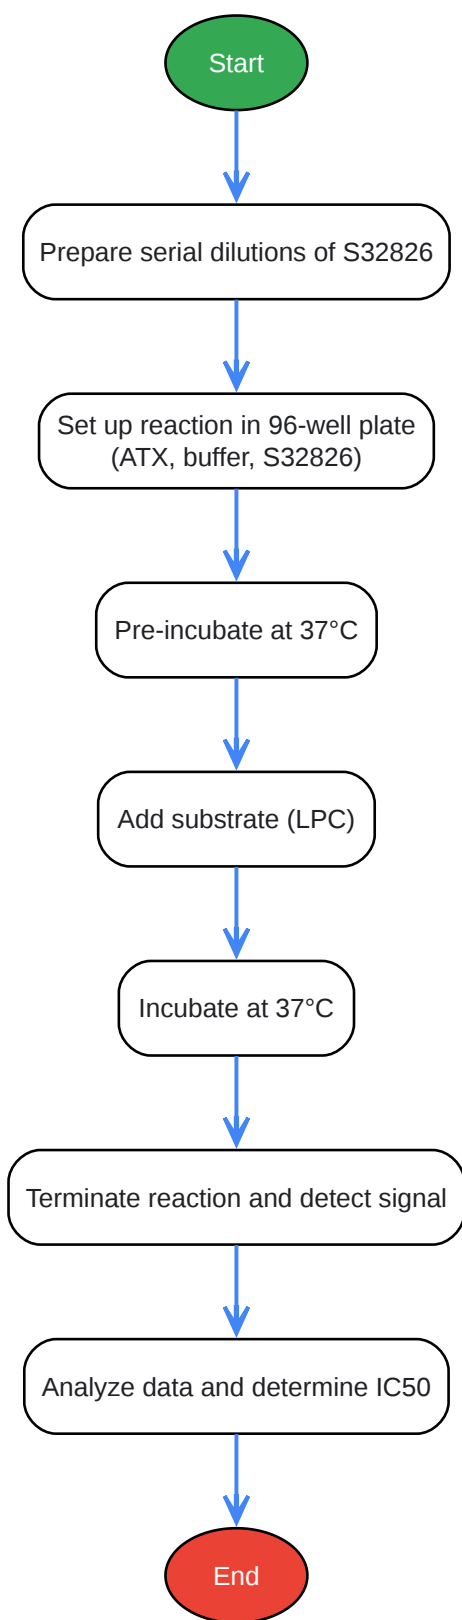 Start
Prepare serial dilutions of S32826
Set up reaction in 96-well plate
(ATX, buffer, S32826)
Pre-incubate at 37°C
Add substrate (LPC)
Incubate at 37°C
Terminate reaction and detect signal
Analyze data and determine IC50
End